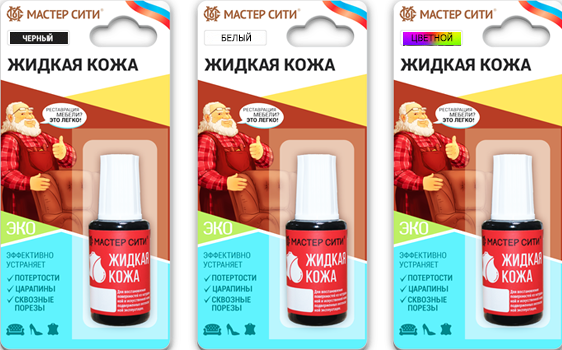 МАСТЕР СИТИ®
ЧЕРНЫЙ
ЖИДКАЯ КОЖА
РЕСТАВРАЦИЯ
МЕБЕЛИ?
ЭТО ЛЕГКО!
ЭКО
ЭФФЕКТИВНО
УСТРАНЯЕТ
ПОТЕРТОСТИ
ЦАРАПИНЫ
СКВОЗНЫЕ
ПОРЕЗЫ
МАСТЕР СИТИ
ЖИДКАЯ
КОЖА
МАСТЕР СИТИ®
БЕЛЫЙ
ЖИДКАЯ КОЖА
РЕСТАВРАЦИЯ
МЕБЕЛИ?
ЭТО ЛЕГКО!
ЭКО
ЭФФЕКТИВНО
УСТРАНЯЕТ
ПОТЕРТОСТИ
ЦАРАПИНЫ
СКВОЗНЫЕ
ПОРЕЗЫ
МАСТЕР СИТИ
ЖИДКАЯ
КОЖА
МАСТЕР СИТИ®
ЦВЕТНОЙ
ЖИДКАЯ КОЖА
РЕСТАВРАЦИЯ
МЕБЕЛИ?
ЭТО ЛЕГКО!
ЭКО
ЭФФЕКТИВНО
УСТРАНЯЕТ
ПОТЕРТОСТИ
ЦАРАПИНЫ
СКВОЗНЫЕ
ПОРЕЗЫ
МАСТЕР СИТИ
ЖИДКАЯ
КОЖА